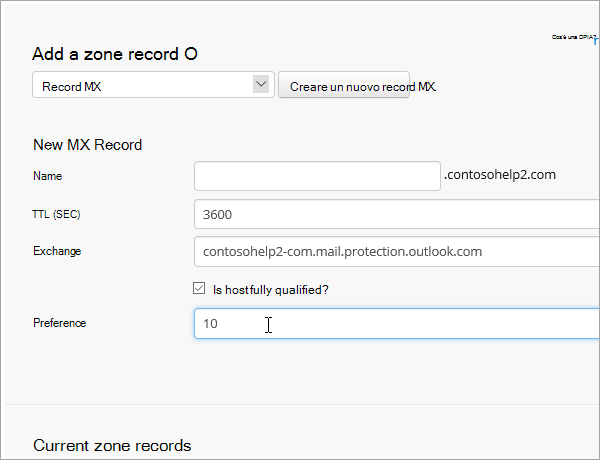 Cos'è una DPIA?
Add a zone record O
Record MX
Creare un nuovo record MX.
New MX Record
Name
.contosohelp2.com
TTL (SEC)
3600
Exchange
contosohelp2-com.mail.protection.outlook.com
Is hostfully qualified?
Preference
10
Current zone records